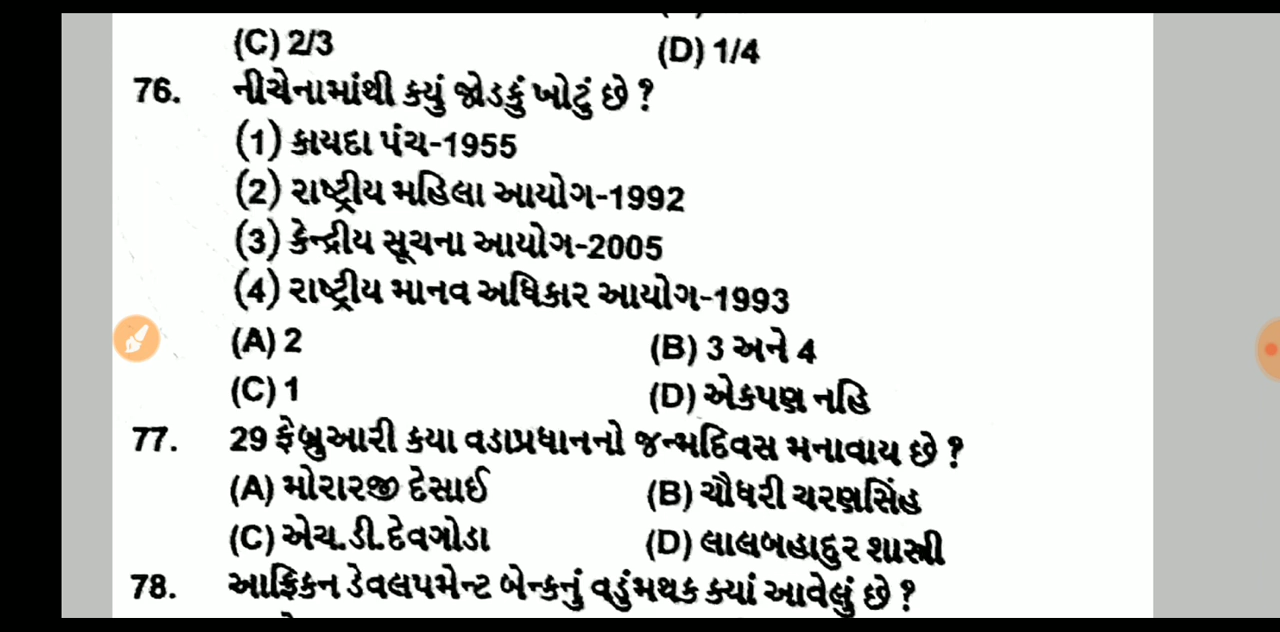 (C) 2/3 (D) 1/4
76. નીચેનામાંથી કયું જોડકું ખોટું છે ?
(1) કાયદા પંચ-1955
(2) રાષ્ટ્રીય મહિલા આયોગ-1992
(3) કેન્દ્રીય સૂચના આયોગ-2005
(4) રાષ્ટ્રીય માનવ અધિકાર આયોગ-1993
(A) 2 (B) 3 અને 4
(C) 1 (D) એકપણ નહિ
77. 29 ફેબ્રુઆરી કયા વડાપ્રધાનનો જન્મદિવસ મનાવાય છે ?
(A) મોરારજી દેસાઈ (B) ચૌધરી ચરણસિંહ
(C) એચ.ડી.દેવગોડા (D) લાલબહાદુર શાસ્ત્રી
78. આફ્રિકન ડેવલપમેન્ટ બેન્કનું વડુંમથક ક્યાં આવેલું છે ?